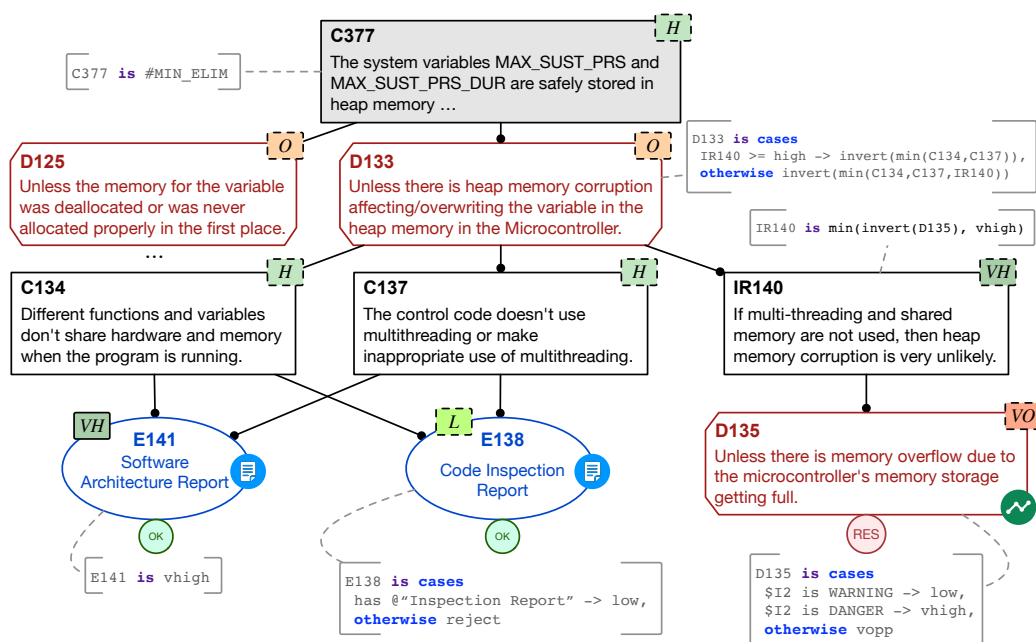 C377
H
The system variables MAX_SUST_PRS and
MAX_SUST_PRS_DUR are safely stored in
heap memory ...
C377 is #MIN_ELIM
O
D125
Unless the memory for the variable
was deallocated or was never
allocated properly in the first place.
...
O
D133
Unless there is heap memory corruption
affecting/overwriting the variable in the
heap memory in the Microcontroller.
D133 is cases
IR140 >= high -> invert(min(C134,C137)),
otherwise invert(min(C134,C137,IR140))
IR140 is min(invert(D135), vhigh)
H
C134
Different functions and variables
don't share hardware and memory
when the program is running.
H
C137
The control code doesn't use
multithreading or make
inappropriate use of multithreading.
VH
IR140
If multi-threading and shared
memory are not used, then heap
memory corruption is very unlikely.
VH
E141
Software
Architecture Report
OK
L
E138
Code Inspection
Report
OK
VO
D135
Unless there is memory overflow due to
the microcontroller's memory storage
getting full.
RES
E141 is vhigh
E138 is cases
has @“Inspection Report” -> low,
otherwise reject
D135 is cases
$I2 is WARNING -> low,
$I2 is DANGER -> vhigh,
otherwise vopp